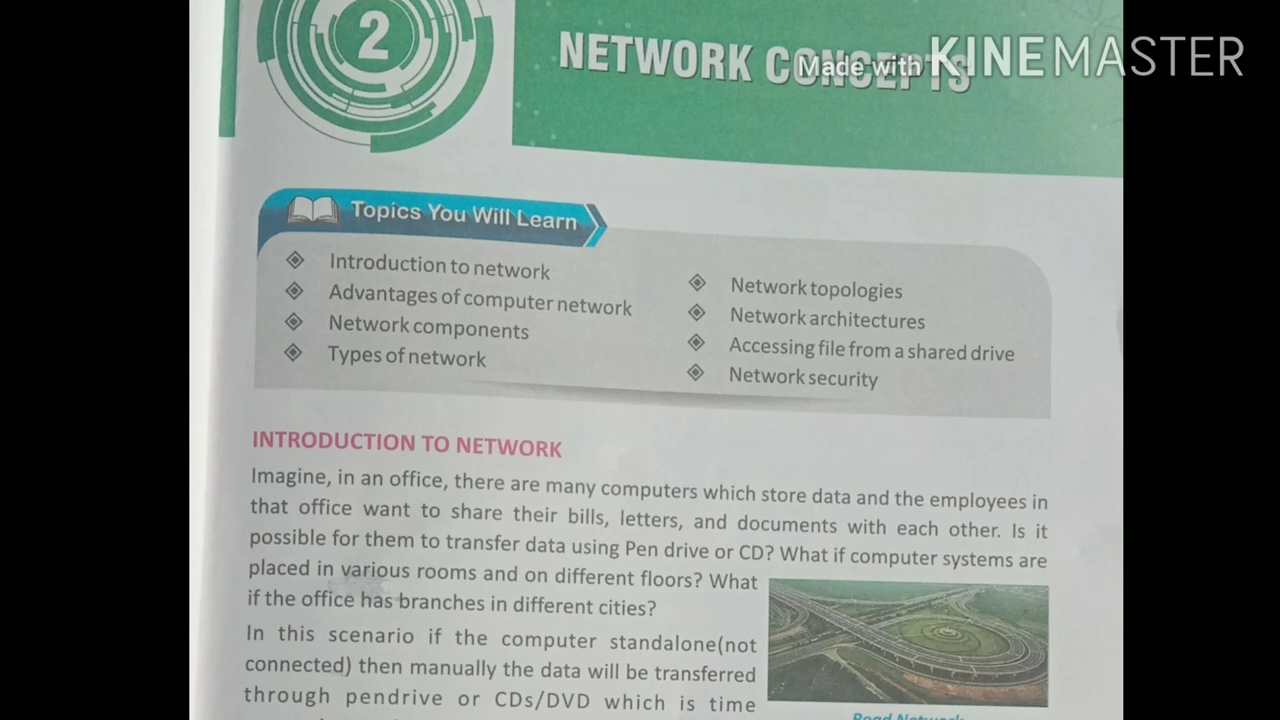 2
NETWORK CONCEPTS
Made with KINEMASTER
Topics You Will Learn
Introduction to network
Advantages of computer network
Network components
Types of network
Network topologies
Network architectures
Accessing file from a shared drive
Network security
INTRODUCTION TO NETWORK
Imagine, in an office, there are many computers which store data and the employees in
that office want to share their bills, letters, and documents with each other. Is it
possible for them to transfer data using Pen drive or CD? What if computer systems are
placed in various rooms and on different floors? What
if the office has branches in different cities?
In this scenario if the computer standalone(not
connected) then manually the data will be transferred
through pendrive or CDs/DVD which is time
Road Network